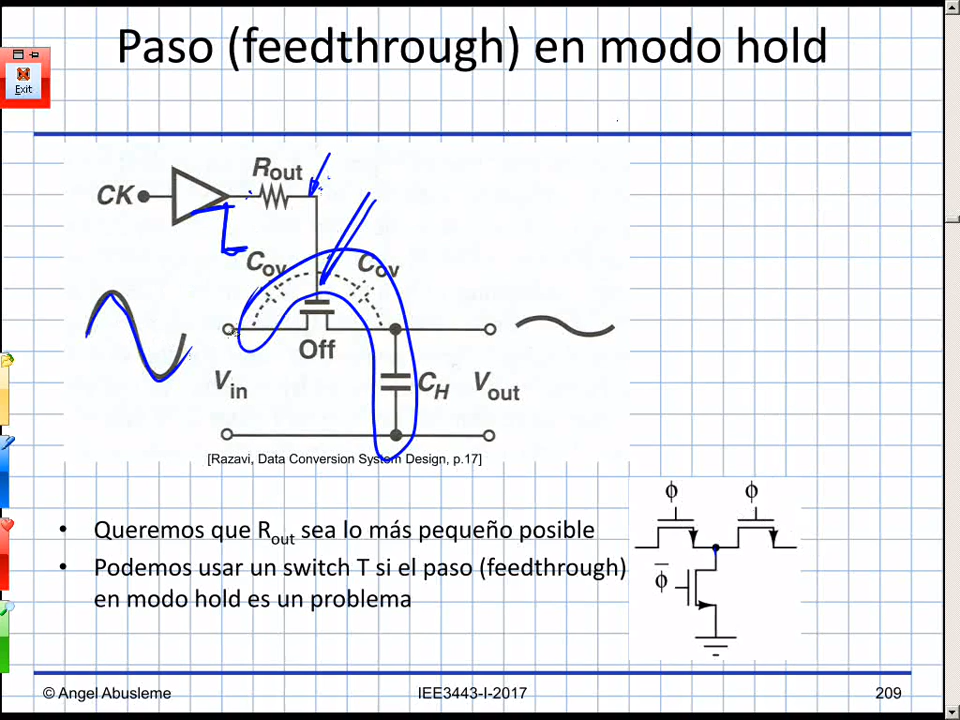 Paso (feedthrough) en modo hold
Exit
Rout
CK
Cov Cov
Off
Vin
CH
Vout
[Razavi, Data Conversion System Design, p.17]
ϕ ϕ
ϕ̅
• Queremos que Rout sea lo más pequeño posible
• Podemos usar un switch T si el paso (feedthrough)
en modo hold es un problema
© Angel Abusleme
IEE3443-I-2017
209